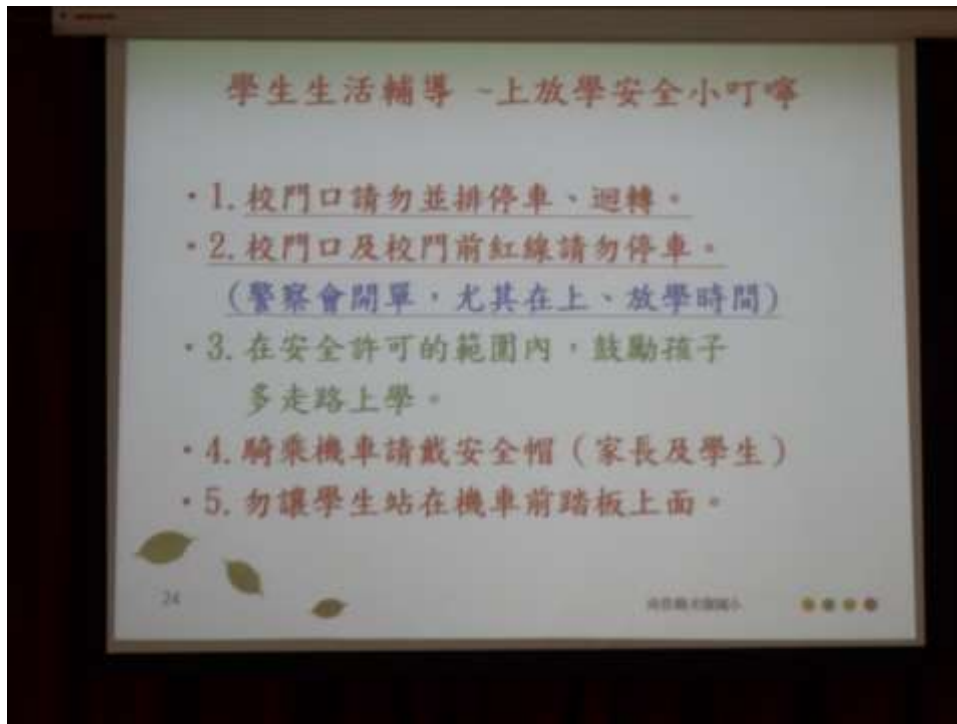 學生生活輔導 ~上放學安全小叮嚀
・1. 校門口請勿並排停車、迴轉。
・2. 校門口及校門前紅線請勿停車。
(警察會開單，尤其在上、放學時間)
・3. 在安全許可的範圍內，鼓勵孩子
多走路上學。
・4. 騎乘機車請戴安全帽（家長及學生）
・5. 勿讓學生站在機車前踏板上面。
24